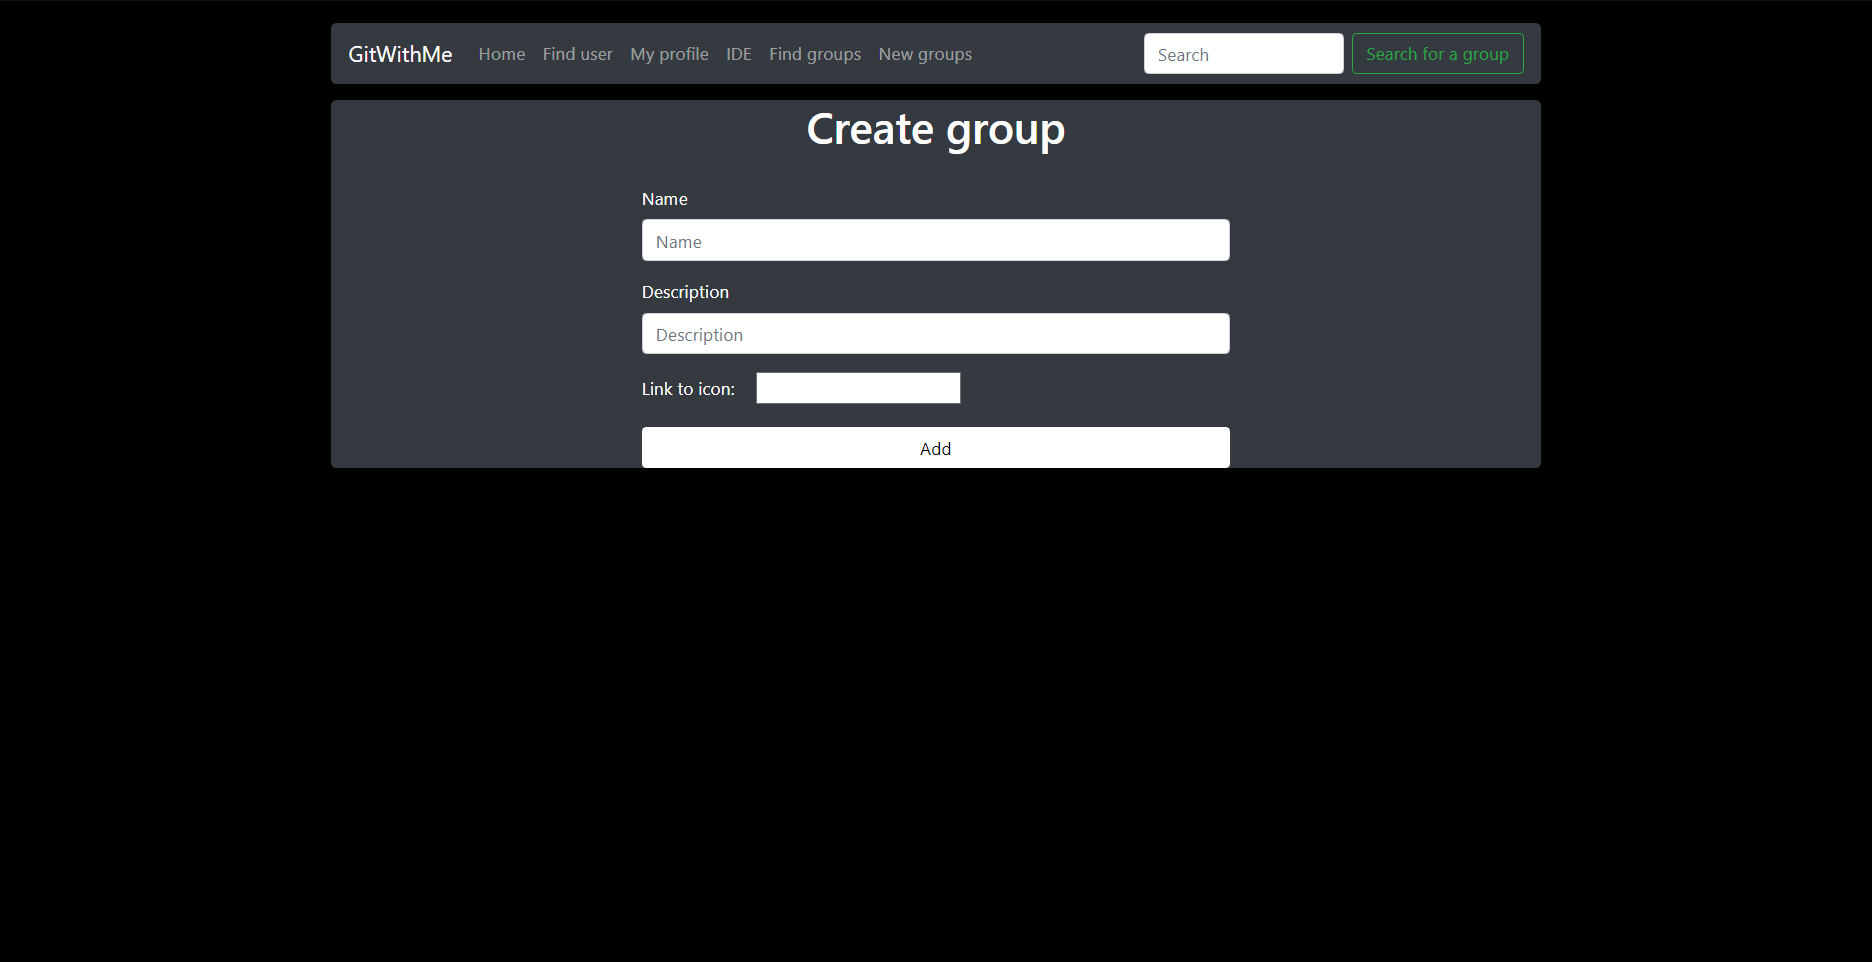 GitWithMe Home Find user My profile IDE Find groups New groups Search Search for a group
Create group
Name
Name
Description
Description
Link to icon:
Add